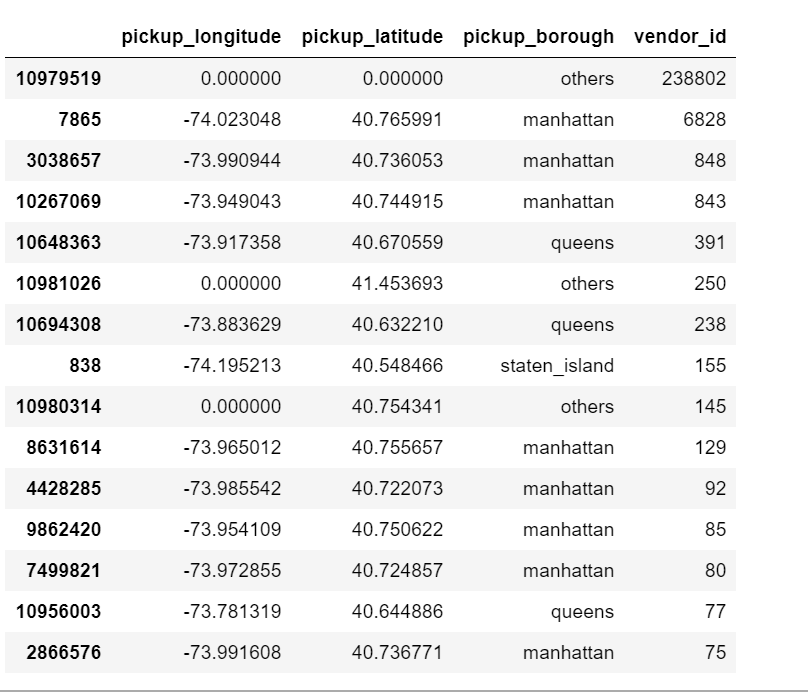 pickup_longitude pickup_latitude pickup_borough vendor_id
10979519 0.000000 0.000000 others 238802
7865 -74.023048 40.765991 manhattan 6828
3038657 -73.990944 40.736053 manhattan 848
10267069 -73.949043 40.744915 manhattan 843
10648363 -73.917358 40.670559 queens 391
10981026 0.000000 41.453693 others 250
10694308 -73.883629 40.632210 queens 238
838 -74.195213 40.548466 staten_island 155
10980314 0.000000 40.754341 others 145
8631614 -73.965012 40.755657 manhattan 129
4428285 -73.985542 40.722073 manhattan 92
9862420 -73.954109 40.750622 manhattan 85
7499821 -73.972855 40.724857 manhattan 80
10956003 -73.781319 40.644886 queens 77
2866576 -73.991608 40.736771 manhattan 75